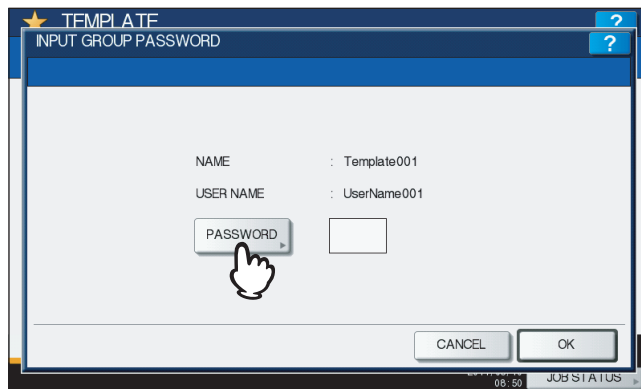 TEMPLATE
?
INPUT GROUP PASSWORD
?
NAME : Template001
USER NAME : UserName001
PASSWORD
CANCEL
OK
08:50
JOB STATUS